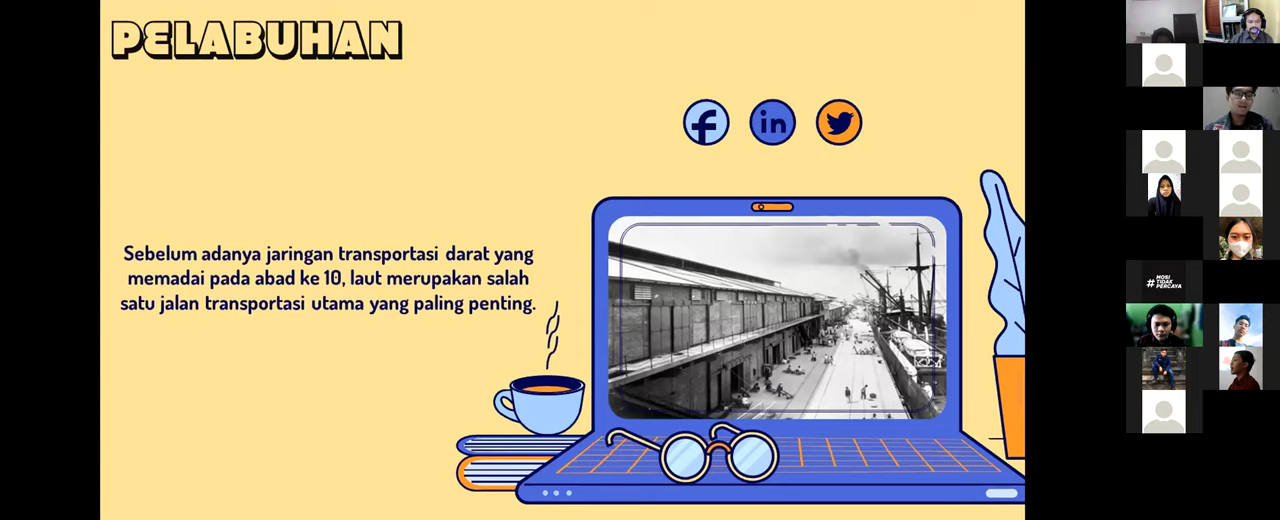 PELABUHAN
f in
Sebelum adanya jaringan transportasi darat yang
memadai pada abad ke 10, laut merupakan salah
satu jalan transportasi utama yang paling penting.
#MOSI
TIDAK
PERCAYA